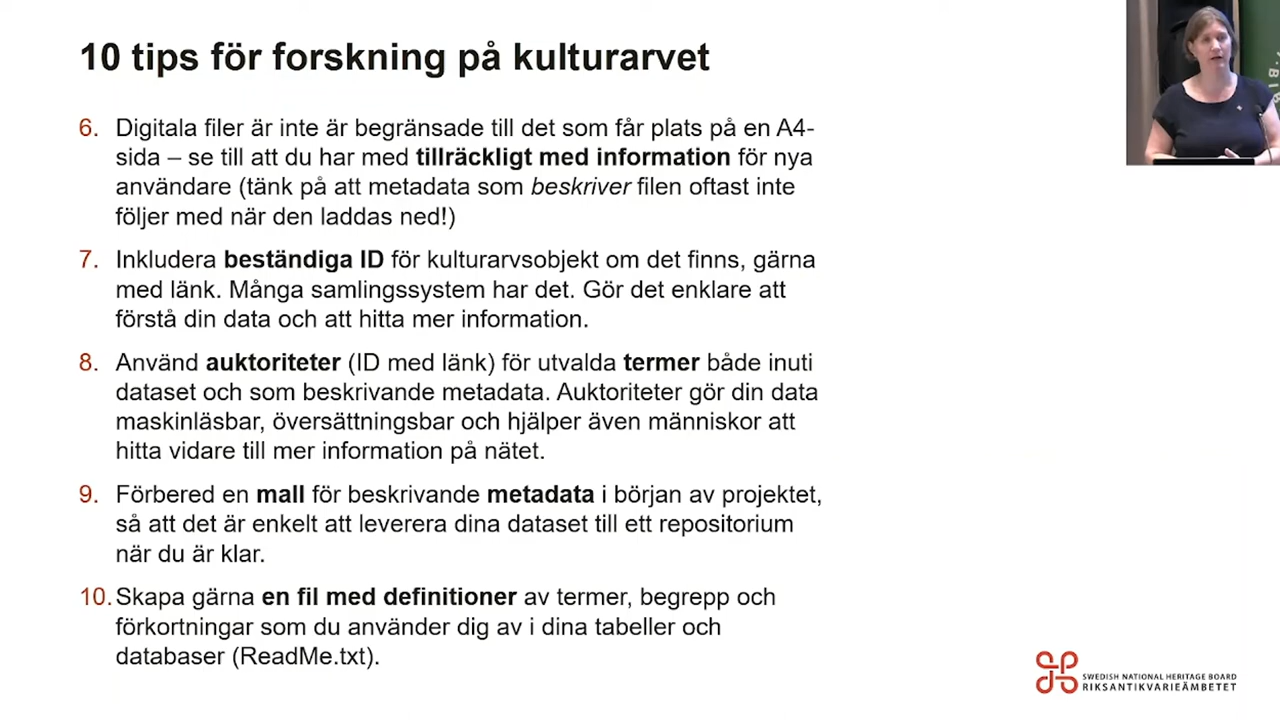 10 tips för forskning på kulturarvet
6. Digitala filer är inte är begränsade till det som får plats på en A4-
sida – se till att du har med tillräckligt med information för nya
användare (tänk på att metadata som beskriver filen oftast inte
följer med när den laddas ned!)
7. Inkludera beständiga ID för kulturarvsobjekt om det finns, gärna
med länk. Många samlingssystem har det. Gör det enklare att
förstå din data och att hitta mer information.
8. Använd auktoriteter (ID med länk) för utvalda termer både inuti
dataset och som beskrivande metadata. Auktoriteter gör din data
maskinläsbar, översättningsbar och hjälper även människor att
hitta vidare till mer information på nätet.
9. Förbered en mall för beskrivande metadata i början av projektet,
så att det är enkelt att leverera dina dataset till ett repositorium
när du är klar.
10. Skapa gärna en fil med definitioner av termer, begrepp och
förkortningar som du använder dig av i dina tabeller och
databaser (ReadMe.txt).
SWEDISH NATIONAL HERITAGE BOARD
RIKSANTIKVARIEÄMBETET